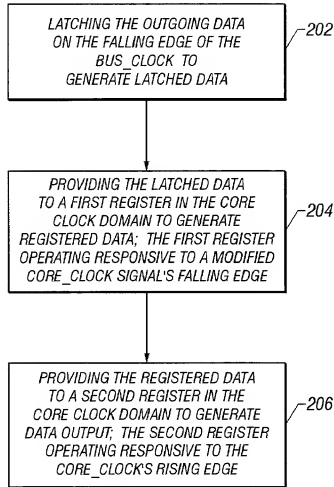 LATCHING THE OUTGOING DATA
ON THE FALLING EDGE OF THE
BUS_CLOCK TO
GENERATE LATCHED DATA
202
PROVIDING THE LATCHED DATA
TO A FIRST REGISTER IN THE CORE
CLOCK DOMAIN TO GENERATE
REGISTERED DATA; THE FIRST REGISTER
OPERATING RESPONSIVE TO A MODIFIED
CORE_CLOCK SIGNAL'S FALLING EDGE
204
PROVIDING THE REGISTERED DATA
TO A SECOND REGISTER IN THE
CORE CLOCK DOMAIN TO GENERATE
DATA OUTPUT; THE SECOND REGISTER
OPERATING RESPONSIVE TO THE
CORE_CLOCK'S RISING EDGE
206